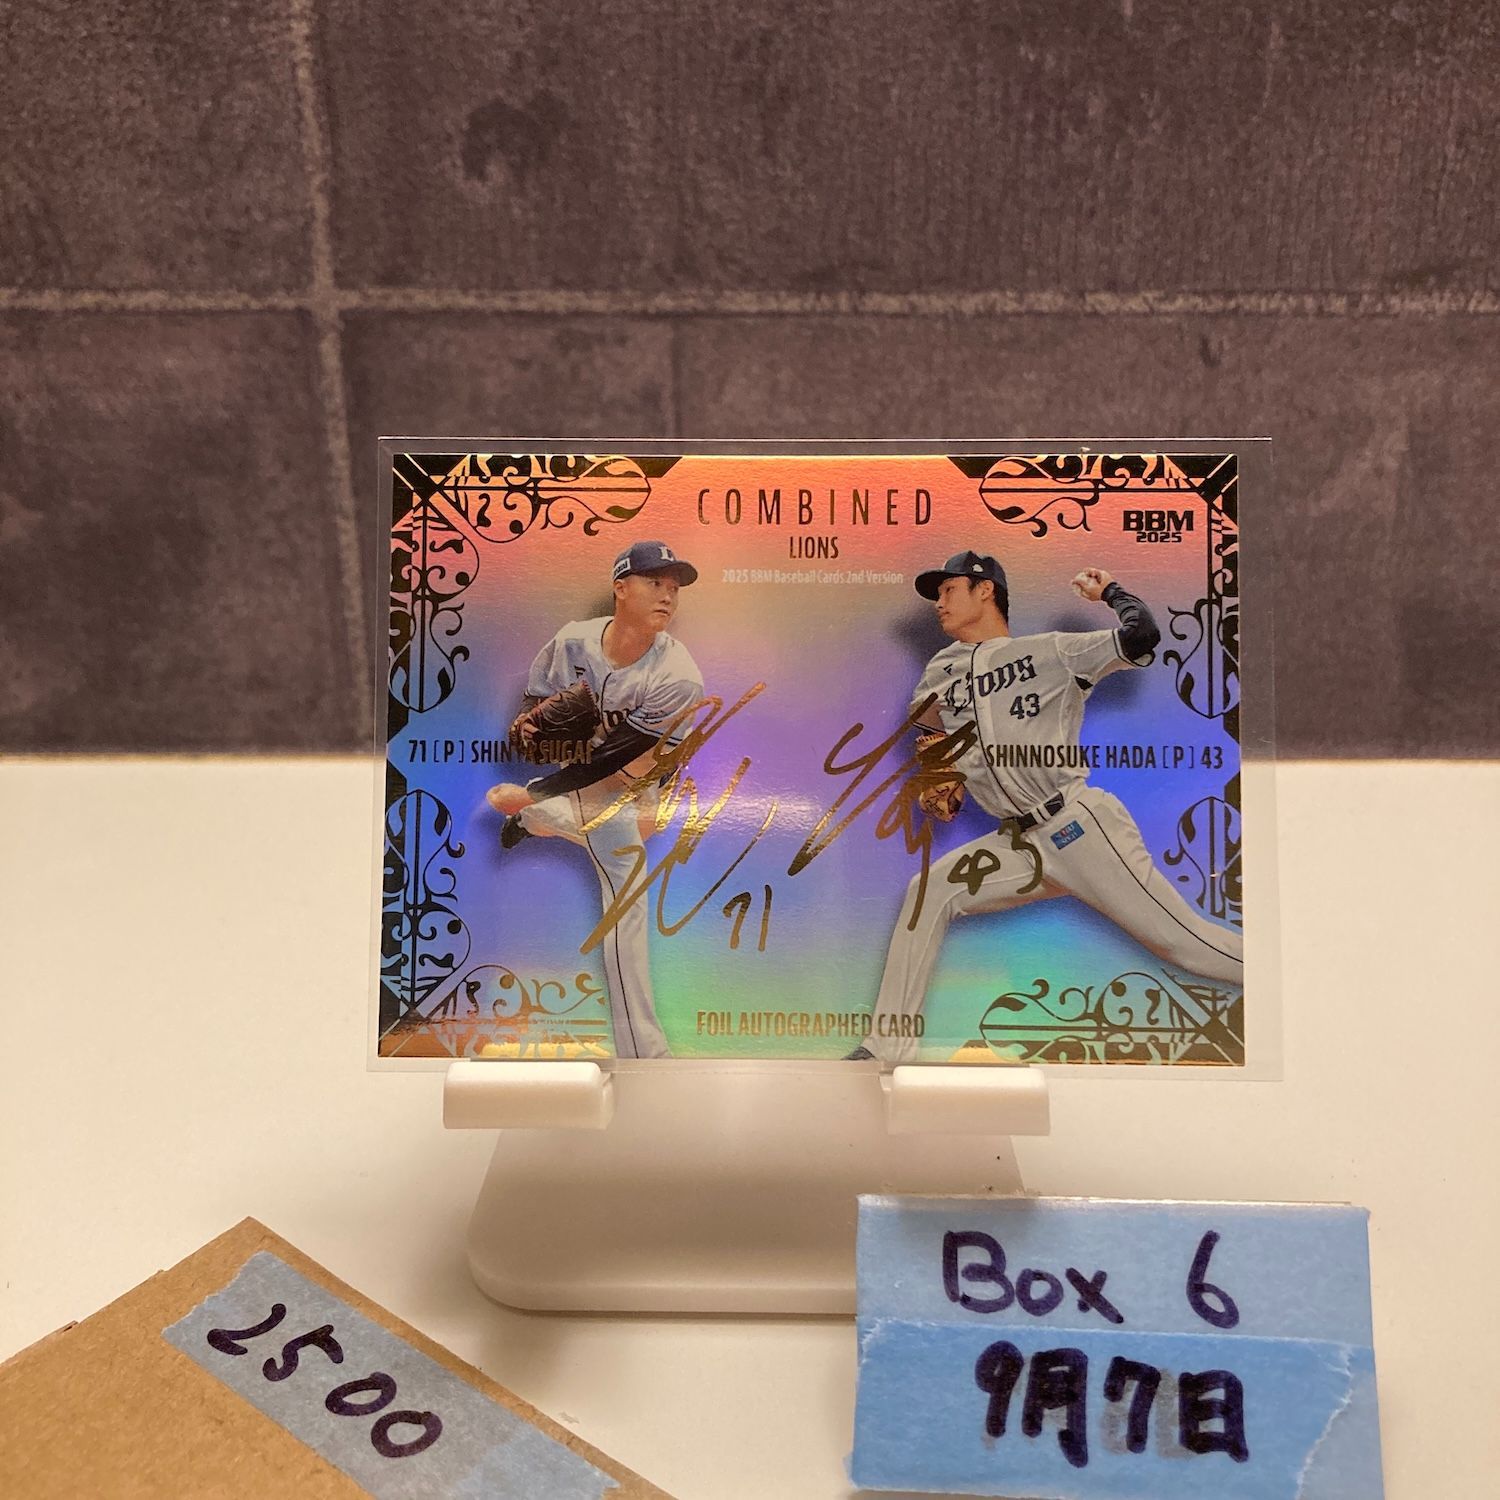 COMBINED
LIONS
2025 BBM Baseball Cards 2nd Version
BBM
2025
L
Lions
43
71 [ P ] SHINYA SUGAI
SHINNOSUKE HADA [ P ] 43
71
43
FOIL AUTOGRAPHED CARD
Box 6
9月7日
2500